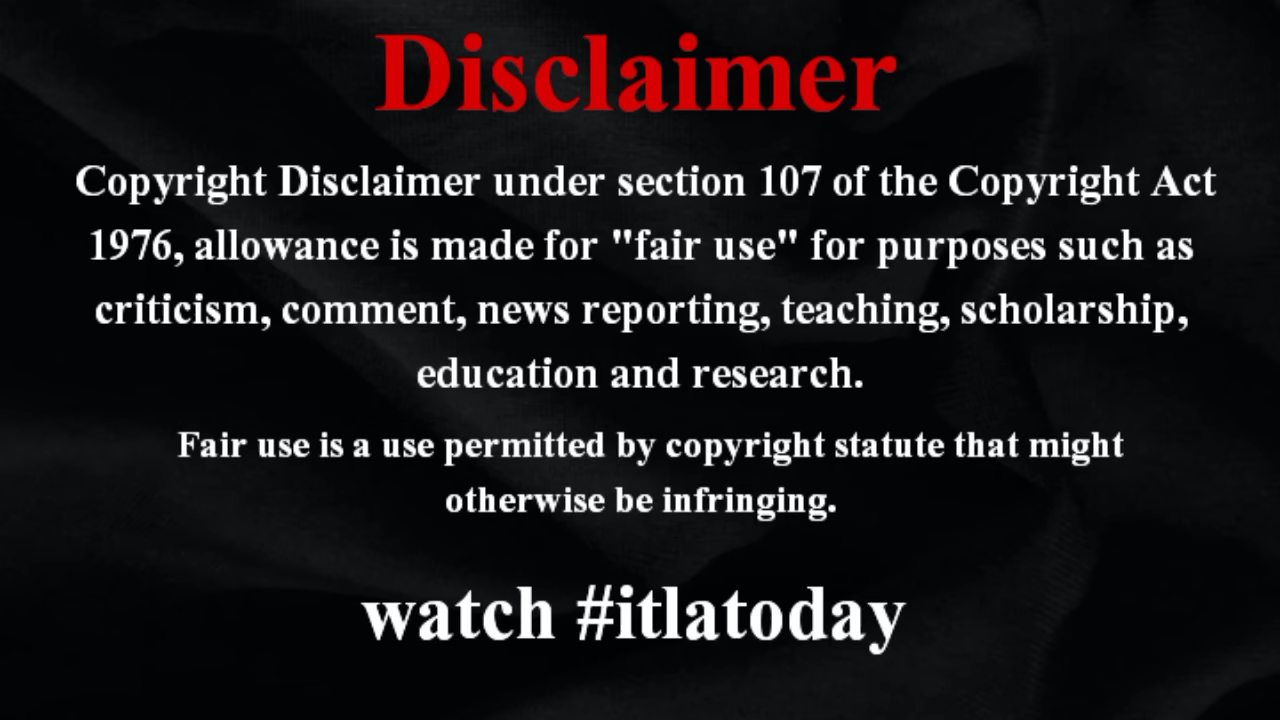 Disclaimer
Copyright Disclaimer under section 107 of the Copyright Act
1976, allowance is made for "fair use" for purposes such as
criticism, comment, news reporting, teaching, scholarship,
education and research.
Fair use is a use permitted by copyright statute that might
otherwise be infringing.
watch #itlatoday